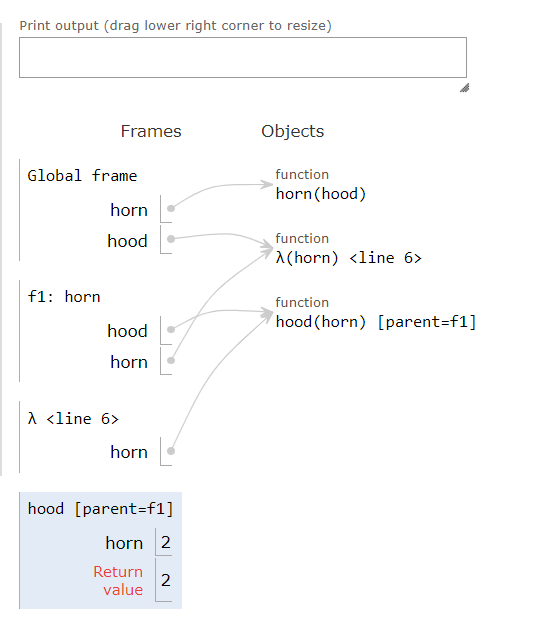 Print output (drag lower right corner to resize)
Frames Objects
Global frame
horn
hood
function
horn(hood)
function
λ(horn) <line 6>
function
hood(horn) [parent=f1]
f1: horn
hood
horn
λ <line 6>
horn
hood [parent=f1]
horn 2
Return
value 2